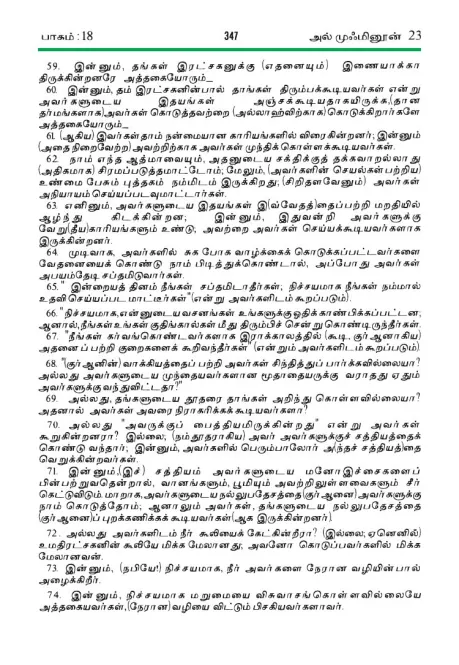 பாகம் : 18 347 அல் முஃமினூன் 23
59. இன்னும், தங்கள் இரட்சகனுக்கு (எதனையும்) இணையாக்கா
திருக்கின்றனரே அத்தகையோரும்_
60. இன்னும், தம் இரட்சகனின்பால் தாங்கள் திரும்பக்கூடியவர்கள் என்று
அவர்களுடைய இதயங்கள் அஞ்சக்கூடியதாகயிருக்க,(தான
தர்மங்களாக)அவர்கள் கொடுத்தவற்றை (அல்லாஹ்விற்காக)கொடுக்கிறார்களே
அத்தகையோரும்_
61. (ஆகிய) இவர்கள்தாம் நன்மையான காரியங்களில் விரைகின்றனர்; இன்னும்
(அதை நிறைவேற்ற) அவற்றிற்காக அவர்கள் முந்திக் கொள்ளக்கூடியவர்கள்.
62. நாம் எந்த ஆத்மாவையும், அதனுடைய சக்திக்குத் தக்கவாறல்லாது
(அதிகமாக) சிரமப்படுத்தமாட்டோம்; மேலும், (அவர்களின் செயல்கள் பற்றிய)
உண்மை பேசும் புத்தகம் நம்மிடம் இருக்கிறது;(சிறிதளவேனும்) அவர்கள்
அநியாயம் செய்யப்படவுமாட்டார்கள்.
63. எனினும், அவர்களுடைய இதயங்கள் இ(வ்வேதத்)தைப்பற்றி மறதியில்
ஆழ்ந்து கிடக்கின்றன; இன்னும், இதுவன்றி அவர்களுக்கு
வேறு(தீய)காரியங்களும் உண்டு; அவற்றை அவர்கள் செய்யக்கூடியவர்களாக
இருக்கின்றனர்.
64. முடிவாக, அவர்களில் சுக போக வாழ்க்கைக் கொடுக்கப்பட்டவர்களை
வேதனையைக் கொண்டு நாம் பிடித்துக்கொண்டால், அப்போது அவர்கள்
அபயம்தேடி சப்தமிடுவார்கள்.
65." இன்றையத் தினம் நீங்கள் சப்தமிடாதீர்கள்; நிச்சயமாக நீங்கள் நம்மால்
உதவி செய்யப்படமாட்டீர்கள்"(என்று அவர்களிடம் கூறப்படும்).
66."நிச்சயமாக,என்னுடையவசனங்கள் உங்களுக்குஓதிக்காண்பிக்கப்பட்டன;
ஆனால்,நீங்கள்உங்கள் குதிங்கால்கள் மீது திரும்பிச் சென்று கொண்டிருந்தீர்கள்.
67. "நீங்கள் கர்வங்கொண்டவர்களாக இராக்காலத்தில் (கூடி, குர்ஆனாகிய)
அதனைப் பற்றி குறைகளைக் கூறிவந்தீர்கள்" (என்றும் அவர்களிடம் கூறப்படும்).
68. "(குர்ஆனின்) வாக்கியத்தைப் பற்றி அவர்கள் சிந்தித்துப் பார்க்கவில்லையா?
அல்லது அவர்களுடைய முந்தையவர்களான மூதாதையருக்கு வராதது ஏதும்
அவர்களுக்குவந்துவிட்டதா?"
69. அல்லது,தங்களுடைய தூதரை தாங்கள் அறிந்து கொள்ளவில்லையா?
அதனால் அவர்கள் அவரை நிராகரிக்கக்கூடியவர்களா?
70. அல்லது "அவருக்குப் பைத்தியமிருக்கின்றது" என்று அவர்கள்
கூறுகின்றனரா? இல்லை; (நம்தூதராகிய) அவர் அவர்களுக்குச் சத்தியத்தைக்
கொண்டு வந்தார்; இன்னும், அவர்களில் பெரும்பாலோர் அ(ந்தச் சத்தியத்)தை
வெறுக்கின்றவர்கள்.
71. இன்னும்,(இச்) சத்தியம் அவர்களுடைய மனோஇச்சைகளைப்
பின்பற்றுவதென்றால், வானங்களும், பூமியும் அவற்றிலுள்ளவைகளும் சீர்
கெட்டுவிடும். மாறாக,அவர்களுடைய நல்லுபதேசத்தை(குர்ஆனை) அவர்களுக்கு
நாம் கொடுத்தோம்; ஆனாலும் அவர்கள், தங்களுடைய நல்லுபதேசத்தை
(குர்ஆனை)ப் புறக்கணிக்கக் கூடியவர்கள்(ஆக இருக்கின்றனர்).
72. அல்லது அவர்களிடம் நீர் கூலியைக் கேட்கின்றீரா? (இல்லை; ஏனெனில்)
உமதிரட்சகனின் கூலியே மிக்க மேலானது, அவனோ கொடுப்பவர்களில் மிக்க
மேலானவன்.
73. இன்னும், (நபியே!) நிச்சயமாக, நீர் அவர்களை நேரான வழியின்பால்
அழைக்கிறீர்.
74. இன்னும், நிச்சயமாக மறுமையை விசுவாசங்கொள்ளவில்லையே
அத்தகையவர்கள்,(நேரான)வழியை விட்டும் பிசகியவர்களாவர்.